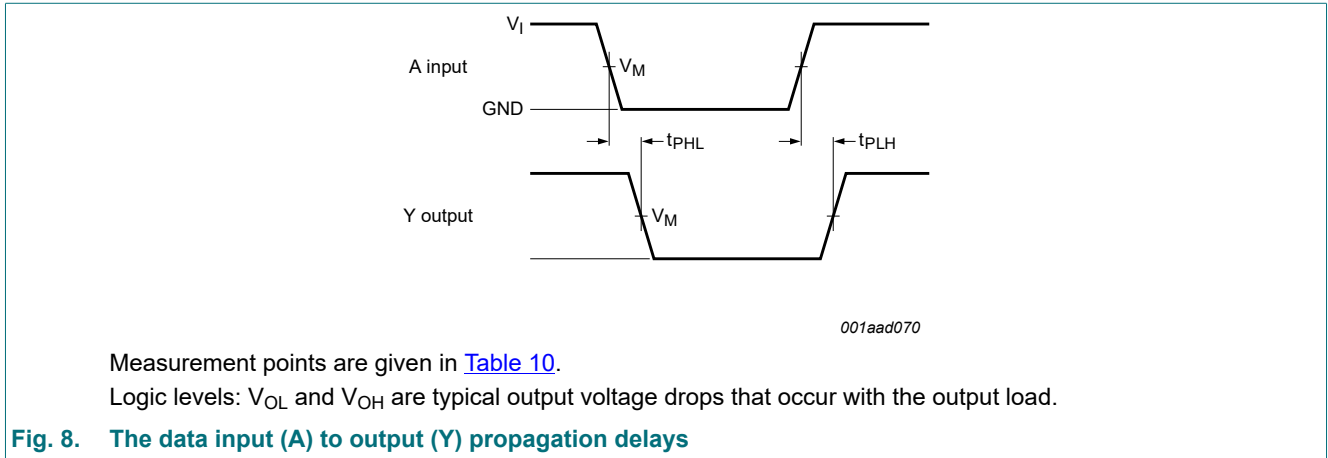 VI
A input
VM
GND
tPHL
tPLH
Y output
VM
001aad070
Measurement points are given in Table 10.
Logic levels: VOL and VOH are typical output voltage drops that occur with the output load.
Fig. 8. The data input (A) to output (Y) propagation delays